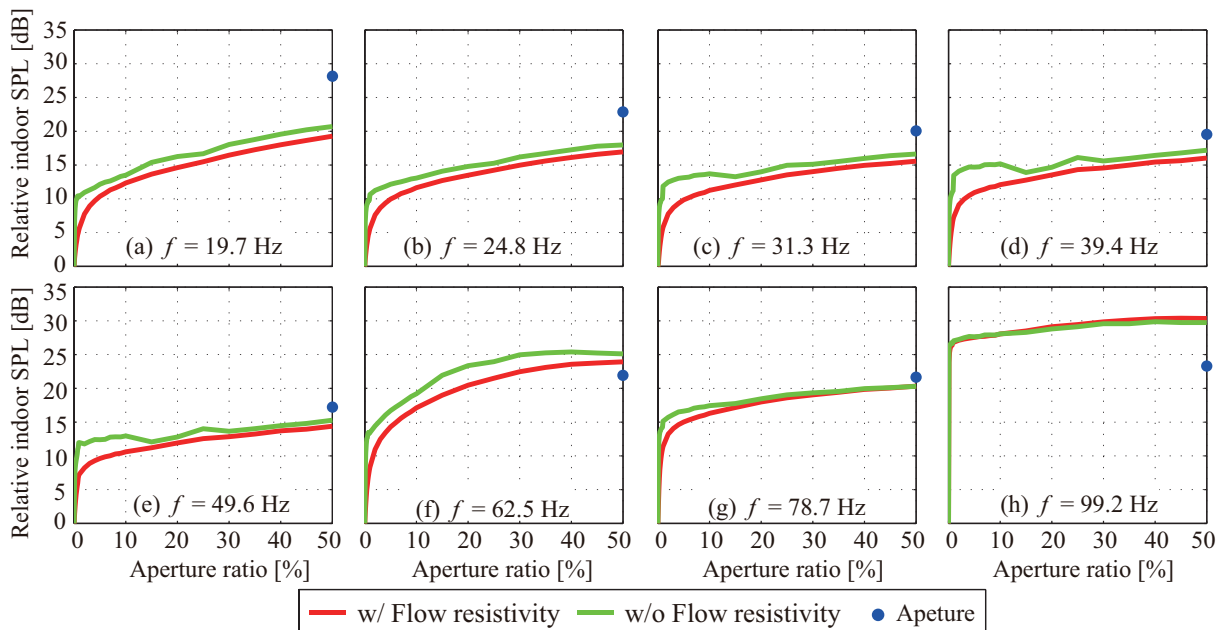 Relative indoor SPL [dB]
35
30
25
20
15
10
5
0
(a) f = 19.7 Hz
(b) f = 24.8 Hz
(c) f = 31.3 Hz
(d) f = 39.4 Hz
Relative indoor SPL [dB]
35
30
25
20
15
10
5
0
(e) f = 49.6 Hz
(f) f = 62.5 Hz
(g) f = 78.7 Hz
(h) f = 99.2 Hz
0 10 20 30 40 50 0 10 20 30 40 50 0 10 20 30 40 50 0 10 20 30 40 50
Aperture ratio [%] Aperture ratio [%] Aperture ratio [%] Aperture ratio [%]
w/ Flow resistivity w/o Flow resistivity Apeture